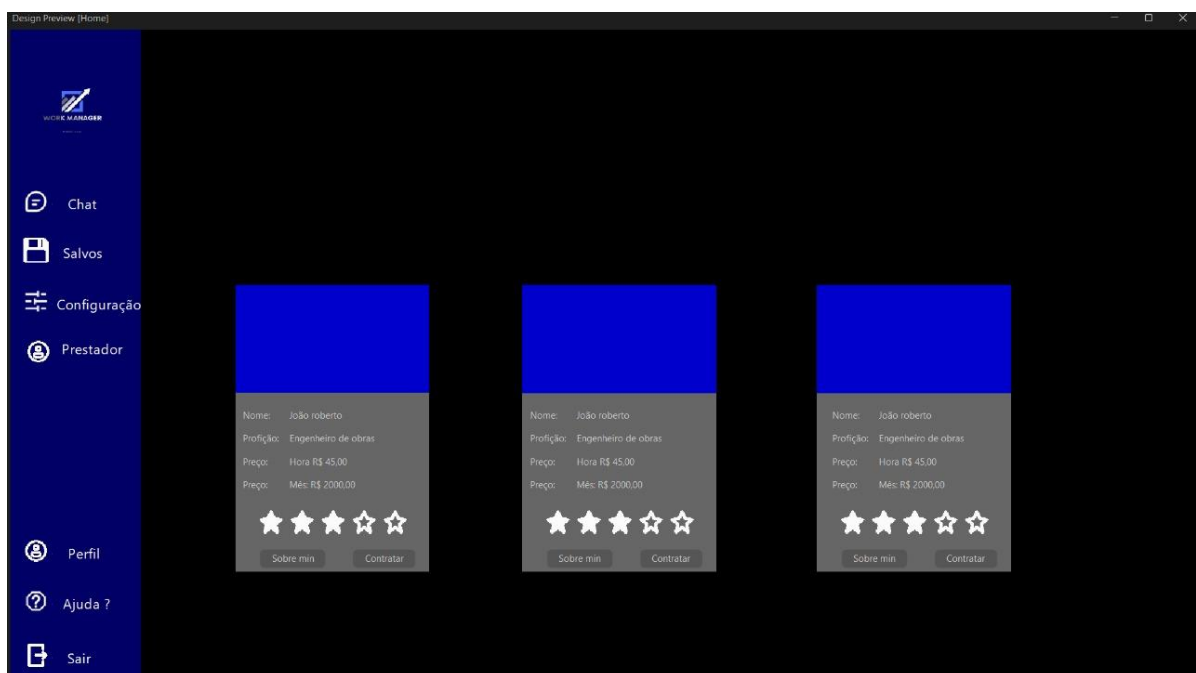 Design Preview [Home]
WORK MANAGER
Chat
Salvos
Configuração
Prestador
Perfil
Ajuda ?
Sair
Nome: João roberto
Profição: Engenheiro de obras
Preço: Hora R$ 45,00
Preço: Mês: R$ 2000,00
Sobre min Contratar
Nome: João roberto
Profição: Engenheiro de obras
Preço: Hora R$ 45,00
Preço: Mês: R$ 2000,00
Sobre min Contratar
Nome: João roberto
Profição: Engenheiro de obras
Preço: Hora R$ 45,00
Preço: Mês: R$ 2000,00
Sobre min Contratar